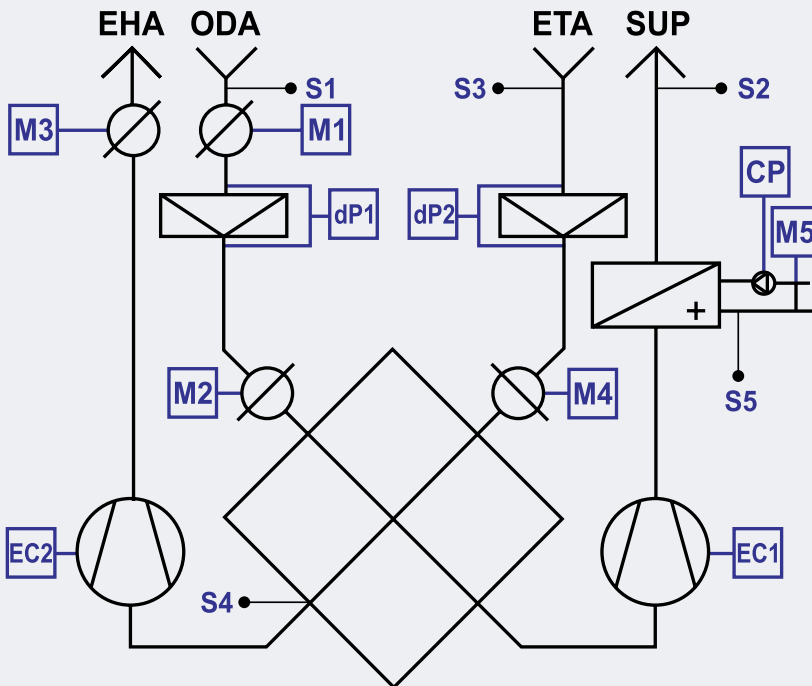 EHA ODA ETA SUP
S1 S3 S2
M3 M1
CP
dP1 dP2 M5
+
M2 M4 S5
EC2 EC1
S4